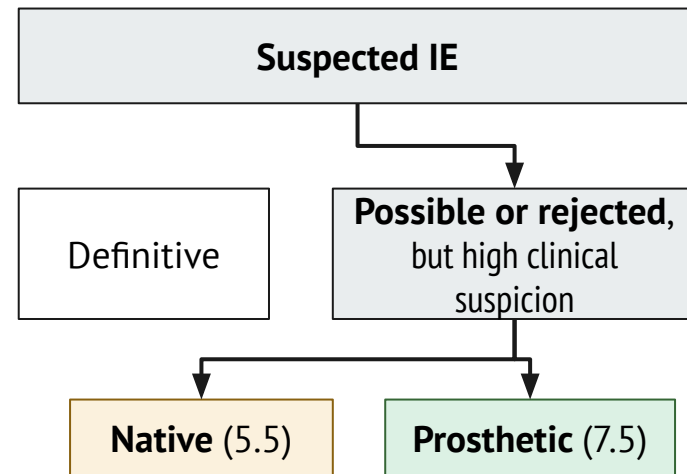 Suspected IE
Definitive
Possible or rejected,
but high clinical
suspicion
Native (5.5)
Prosthetic (7.5)